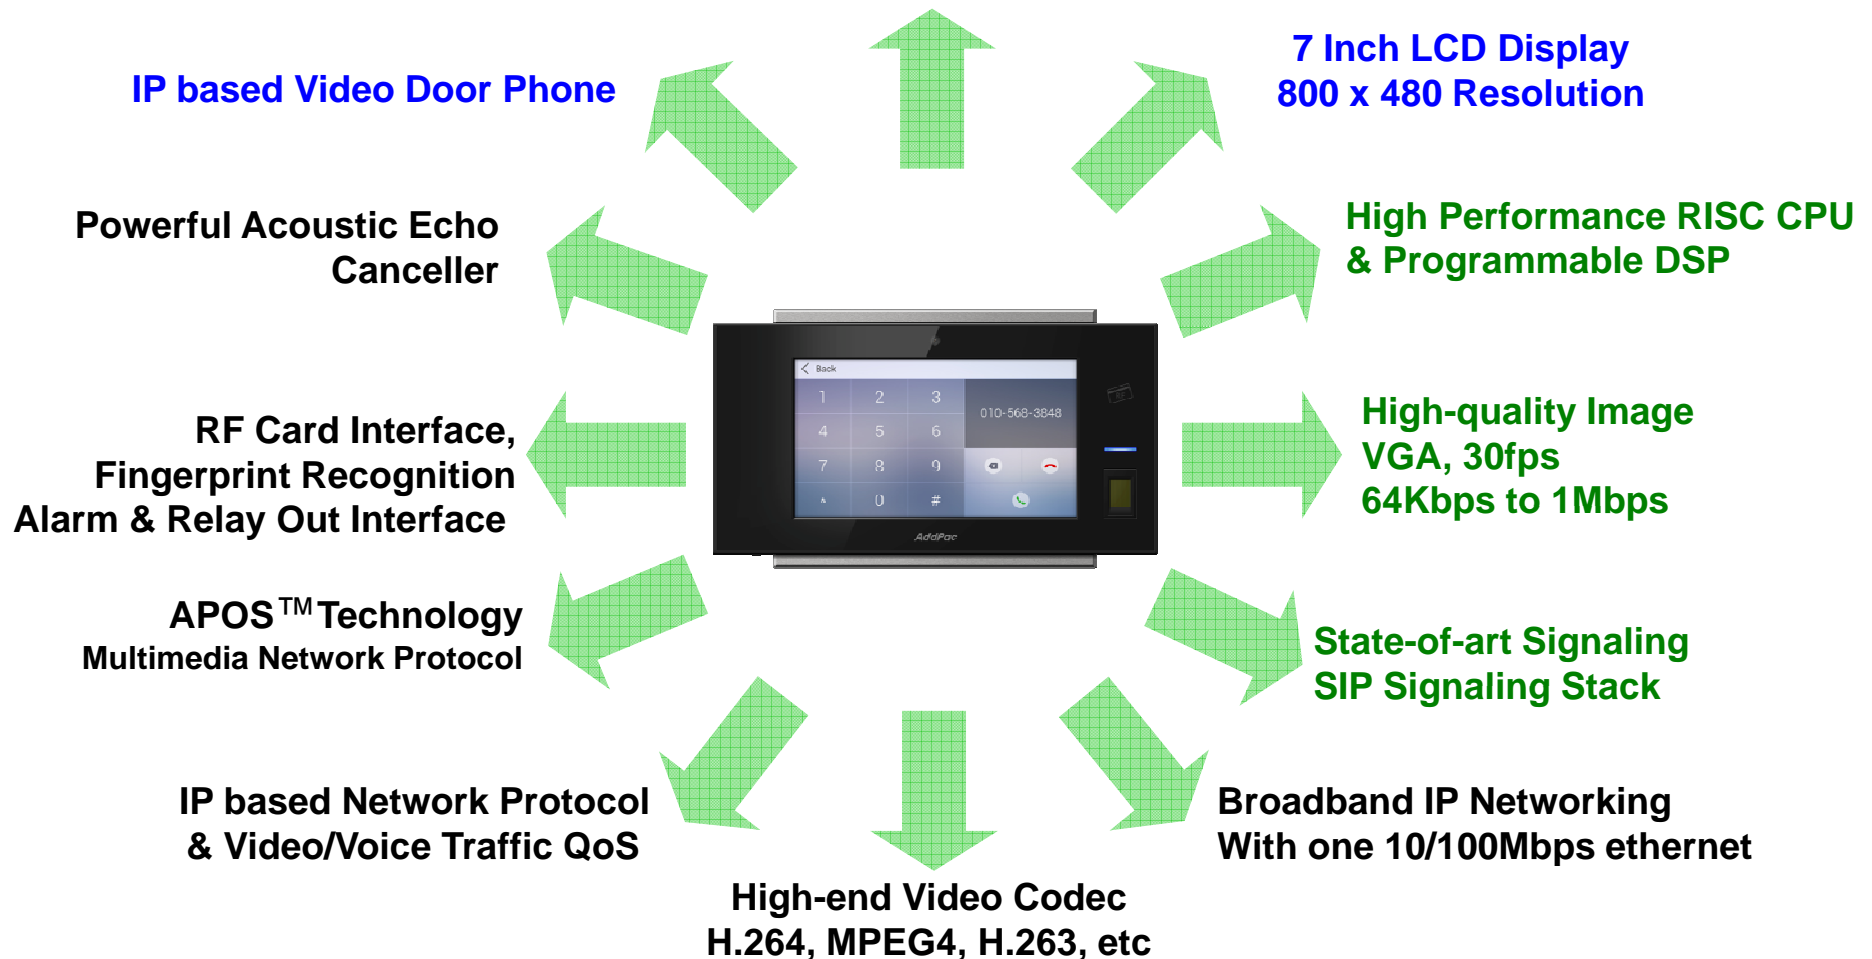 IP based Video Door Phone
7 Inch LCD Display
800 x 480 Resolution
Powerful Acoustic Echo
Canceller
High Performance RISC CPU
& Programmable DSP
Back
1 2 3
010-568-3848
4 5 6
7 8 9
* 0 #
AddPac
RF Card Interface,
Fingerprint Recognition
Alarm & Relay Out Interface
High-quality Image
VGA, 30fps
64Kbps to 1Mbps
APOS™Technology
Multimedia Network Protocol
State-of-art Signaling
SIP Signaling Stack
IP based Network Protocol
& Video/Voice Traffic QoS
Broadband IP Networking
With one 10/100Mbps ethernet
High-end Video Codec
H.264, MPEG4, H.263, etc